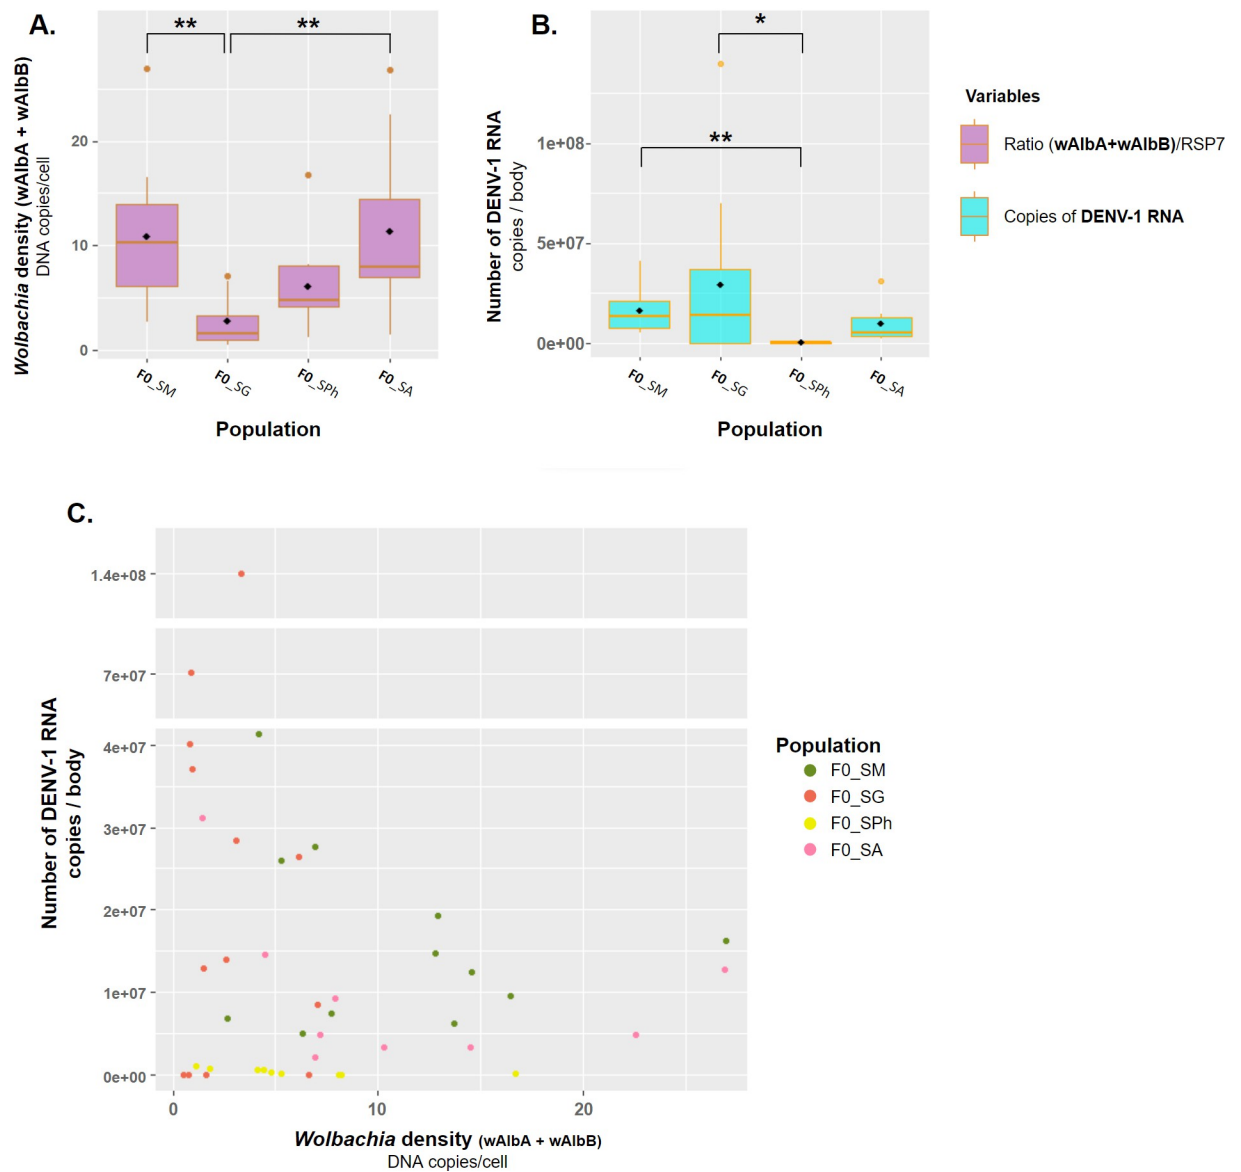 A.
**
**
Wolbachia density (wAlbA + wAlbB)
DNA copies/cell
20
10
0
F0_SM
F0_SG
F0_SPh
F0_SA
Population
B.
*
**
Number of DENV-1 RNA
copies / body
1e+08
5e+07
0e+00
F0_SM
F0_SG
F0_SPh
F0_SA
Population
Variables
Ratio (wAlbA+wAlbB)/RSP7
Copies of DENV-1 RNA
C.
Number of DENV-1 RNA
copies / body
1.4e+08
7e+07
4e+07
3e+07
2e+07
1e+07
0e+00
0
10
20
Wolbachia density (wAlbA + wAlbB)
DNA copies/cell
Population
F0_SM
F0_SG
F0_SPh
F0_SA